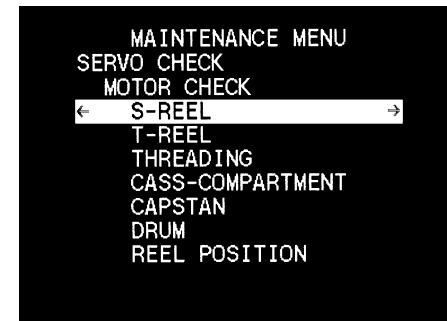 MAINTENANCE MENU
SERVO CHECK
MOTOR CHECK
← S-REEL →
T-REEL
THREADING
CASS-COMPARTMENT
CAPSTAN
DRUM
REEL POSITION